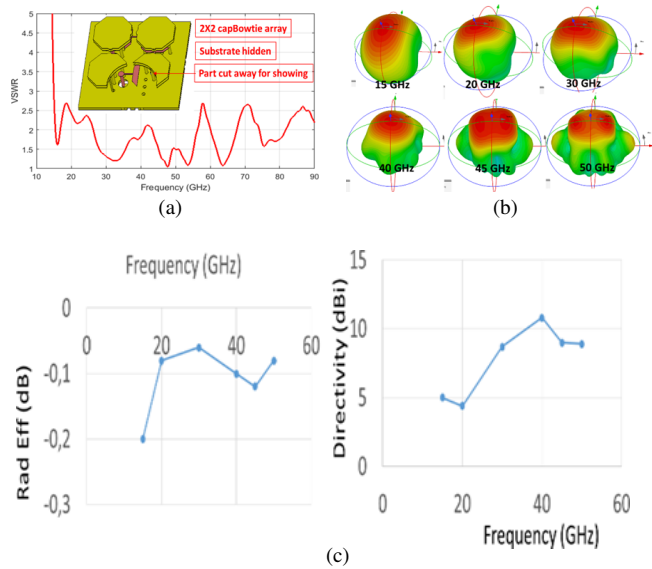 (a)
5
4.5
4
3.5
3
2.5
2
1.5
1
VSWR
2X2 capBowtie array
Substrate hidden
Part cut away for showing
10 20 30 40 50 60 70 80 90
Frequency (GHz)
(a)
(b)
15 GHz
20 GHz
30 GHz
40 GHz
45 GHz
50 GHz
(b)
Frequency (GHz)
0
0 20 40 60
-0,1
-0,2
-0,3
Rad Eff (dB)
15
10
5
0
Directivity (dBi)
0 20 40 60
Frequency (GHz)
(c)